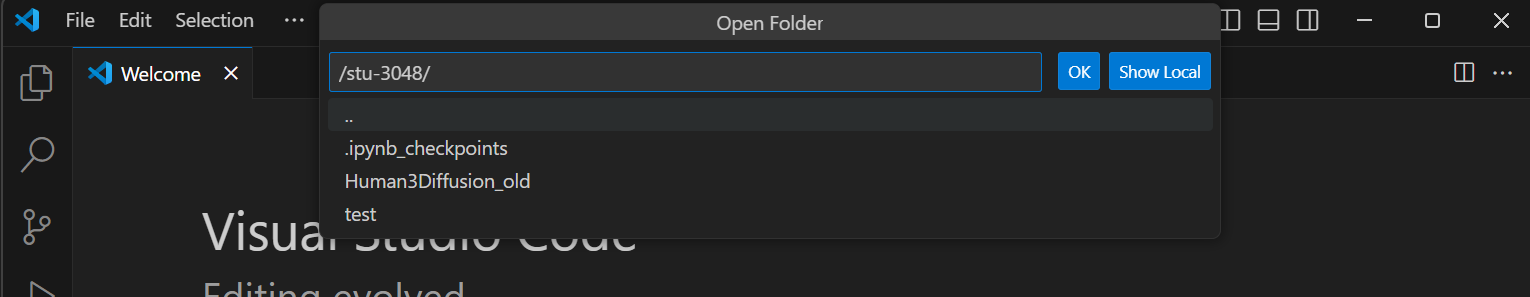 File Edit Selection ···
Open Folder
/stu-3048/
OK
Show Local
Welcome
..
.ipynb_checkpoints
Human3Diffusion_old
test
Visual Studio Code
Editing evolved